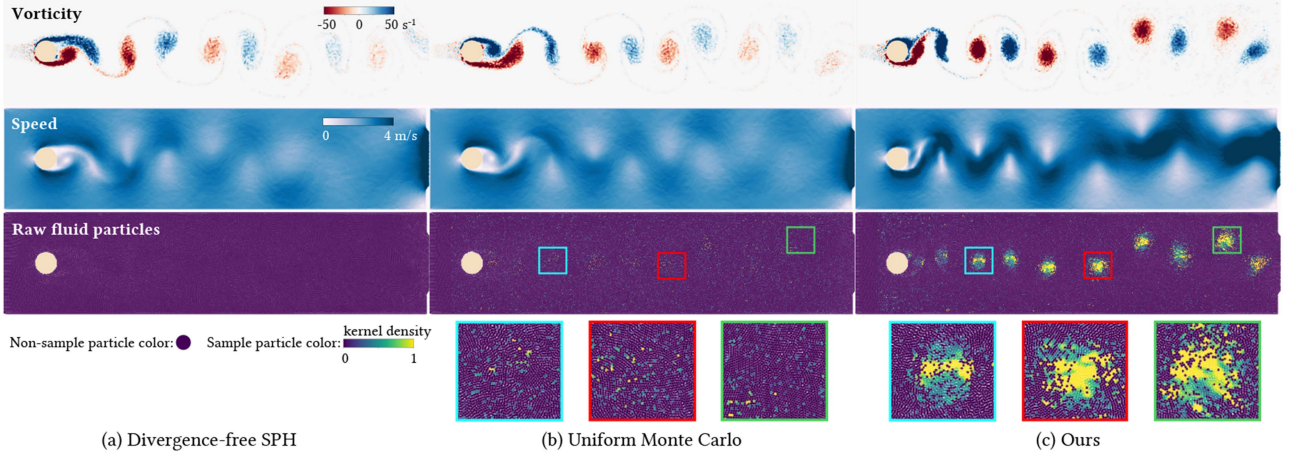 Vorticity
-50 0 50 s⁻¹
Speed
0 4 m/s
Raw fluid particles
kernel density
Non-sample particle color: Sample particle color:
0 1
(a) Divergence-free SPH (b) Uniform Monte Carlo (c) Ours